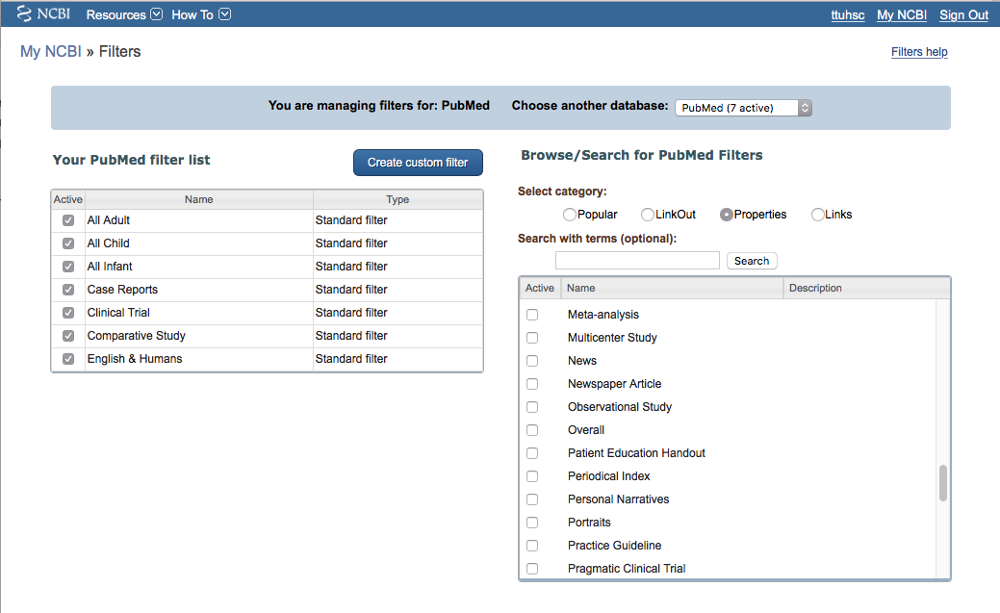 NCBI Resources How To ttuhsc My NCBI Sign Out
My NCBI » Filters Filters help
You are managing filters for: PubMed Choose another database: PubMed (7 active)
Your PubMed filter list
Create custom filter
Active Name Type
All Adult Standard filter
All Child Standard filter
All Infant Standard filter
Case Reports Standard filter
Clinical Trial Standard filter
Comparative Study Standard filter
English & Humans Standard filter
Browse/Search for PubMed Filters
Select category:
Popular LinkOut Properties Links
Search with terms (optional):
Search
Active Name Description
Meta-analysis
Multicenter Study
News
Newspaper Article
Observational Study
Overall
Patient Education Handout
Periodical Index
Personal Narratives
Portraits
Practice Guideline
Pragmatic Clinical Trial